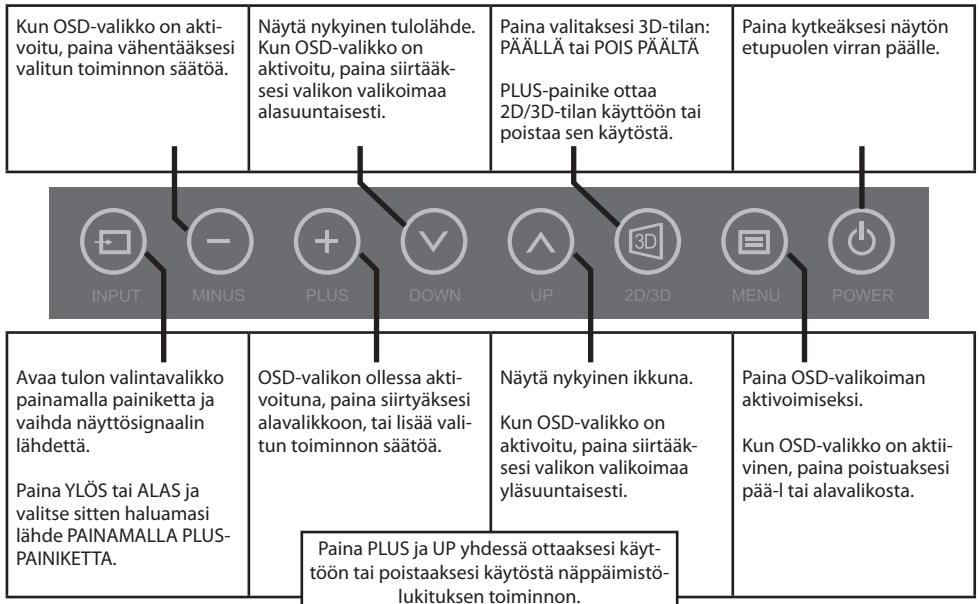 Kun OSD-valikko on akti-
voitu, paina vähentääksesi
valitun toiminnon säätöä.
Näytä nykyinen tulolähde.
Kun OSD-valikko on
aktivoitu, paina siirtääk-
sesi valikon valikoimaa
alasuuntaisesti.
Paina valitaksesi 3D-tilan:
PÄÄLLÄ tai POIS PÄÄLTÄ
PLUS-painike ottaa
2D/3D-tilan käyttöön tai
poistaa sen käytöstä.
Paina kytkeäksesi näytön
etupuolen virran päälle.
3D
INPUT MINUS PLUS DOWN UP 2D/3D MENU POWER
Avaa tulon valintavalikko
painamalla painiketta ja
vaihda näyttösignaalin
lähdettä.
Paina YLÖS tai ALAS ja
valitse sitten haluamasi
lähde PAINAMALLA PLUS-
PAINIKETTA.
OSD-valikon ollessa akti-
voituna, paina siirtyäksesi
alavalikkoon, tai lisää vali-
tun toiminnon säätöä.
Näytä nykyinen ikkuna.
Kun OSD-valikko on
aktivoitu, paina siirtääk-
sesi valikon valikoimaa
yläsuuntaisesti.
Paina OSD-valikoiman
aktivoimiseksi.
Kun OSD-valikko on aktii-
vinen, paina poistuaksesi
pää-l tai alavalikosta.
Paina PLUS ja UP yhdessä ottaaksesi käyt-
töön tai poistaaksesi käytöstä näppäimistö-
lukituksen toiminnon.